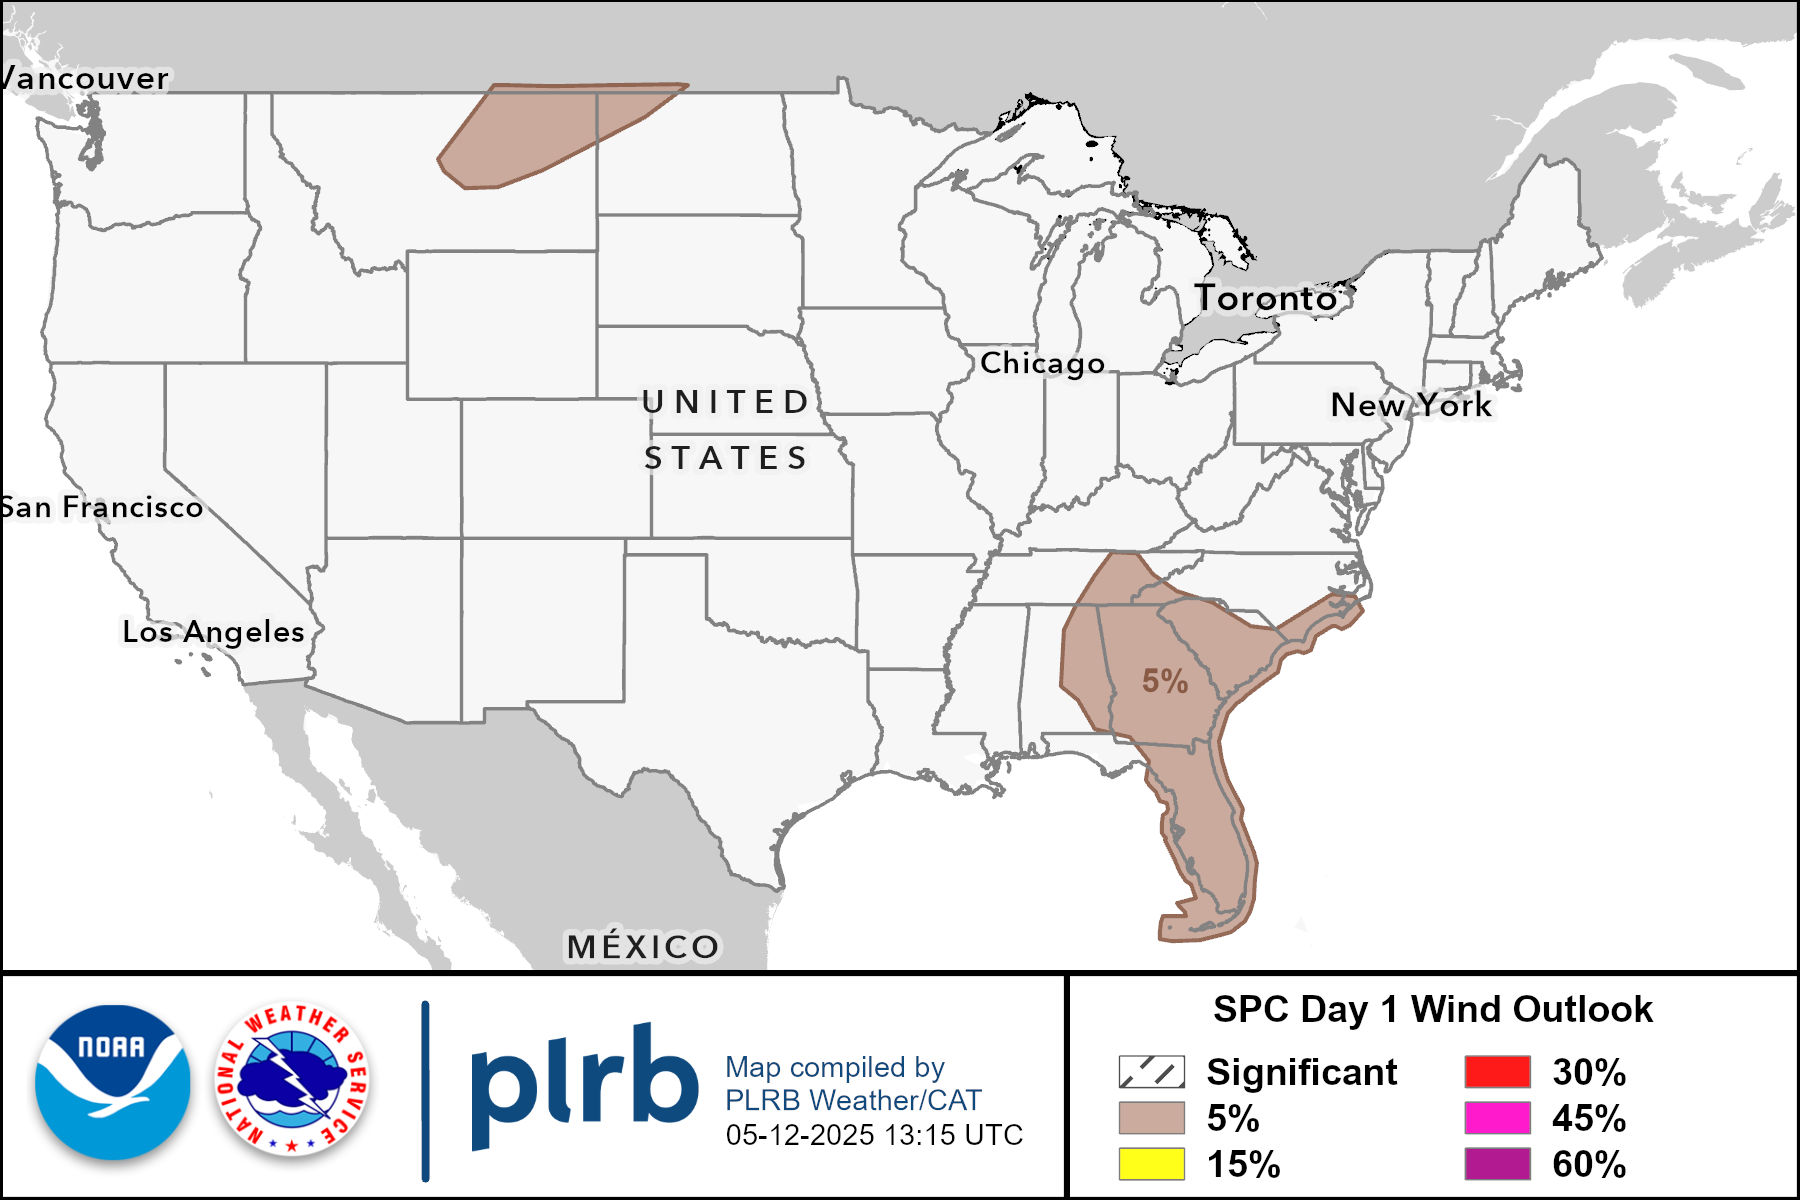 Vancouver
Toronto
Chicago
UNITED
STATES
New York
San Francisco
Los Angeles
5%
MÉXICO
NOAA
NATIONAL WEATHER SERVICE
plrb
Map compiled by
PLRB Weather/CAT
05-12-2025 13:15 UTC
SPC Day 1 Wind Outlook
Significant
30%
5%
45%
15%
60%